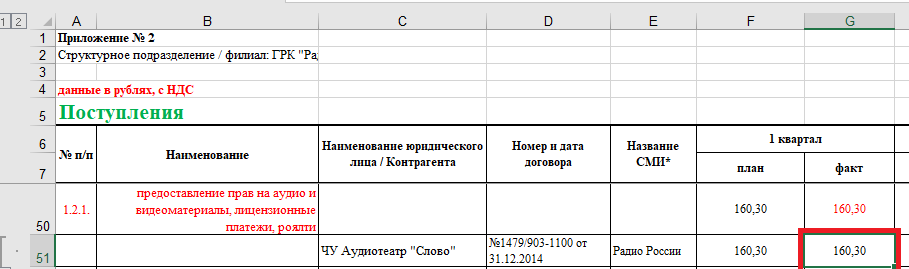 1 2
A B C D E F G
1 Приложение № 2
2 Структурное подразделение / филиал: ГРК "Ра
3
4 данные в рублях, с НДС
5 Поступления
6 № п/п Наименование Наименование юридического лица / Контрагента Номер и дата договора Название СМИ* 1 квартал
7 план факт
50 1.2.1. предоставление прав на аудио и видеоматериалы, лицензионные платежи, роялти 160,30 160,30
51 ЧУ Аудиотеатр "Слово" №1479/903-1100 от 31.12.2014 Радио России 160,30 160,30